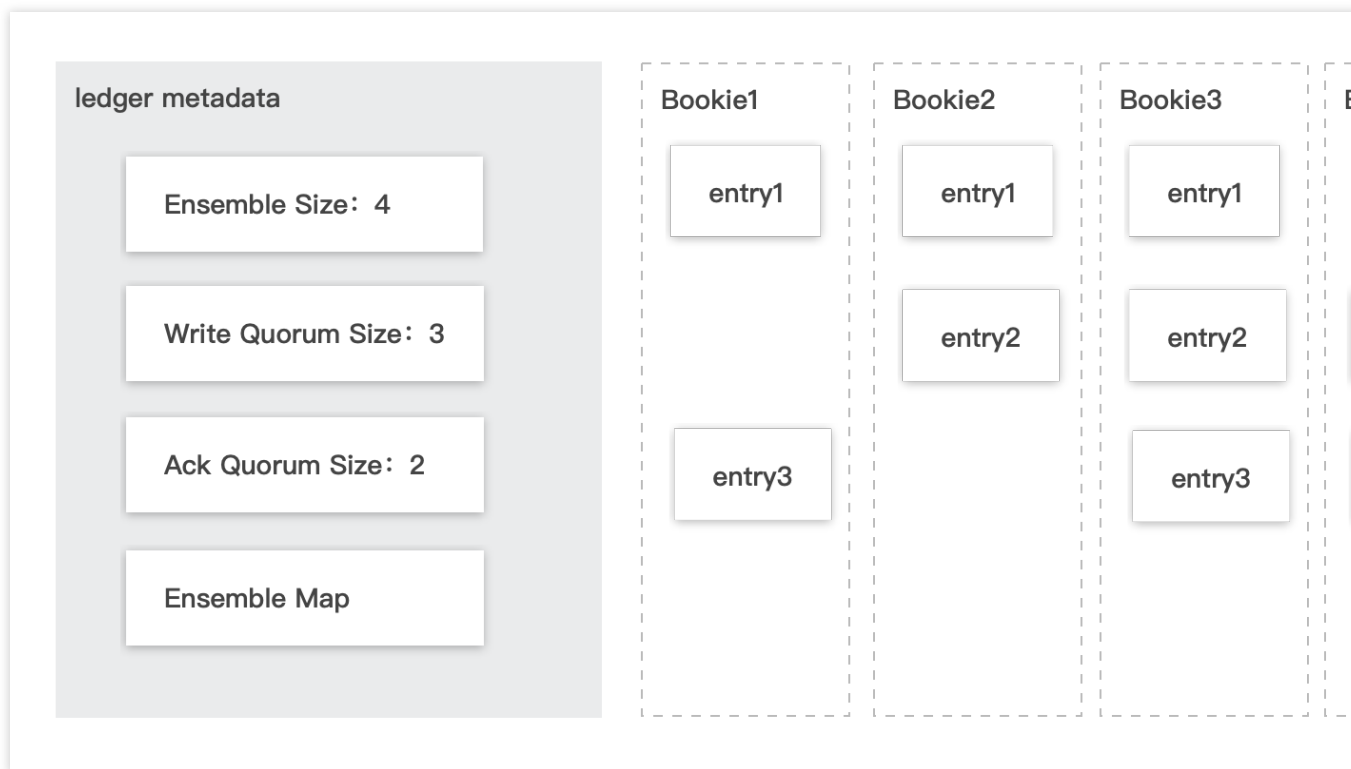 ledger metadata
Ensemble Size：4
Write Quorum Size：3
Ack Quorum Size：2
Ensemble Map
Bookie1
entry1
entry3
Bookie2
entry1
entry2
Bookie3
entry1
entry2
entry3